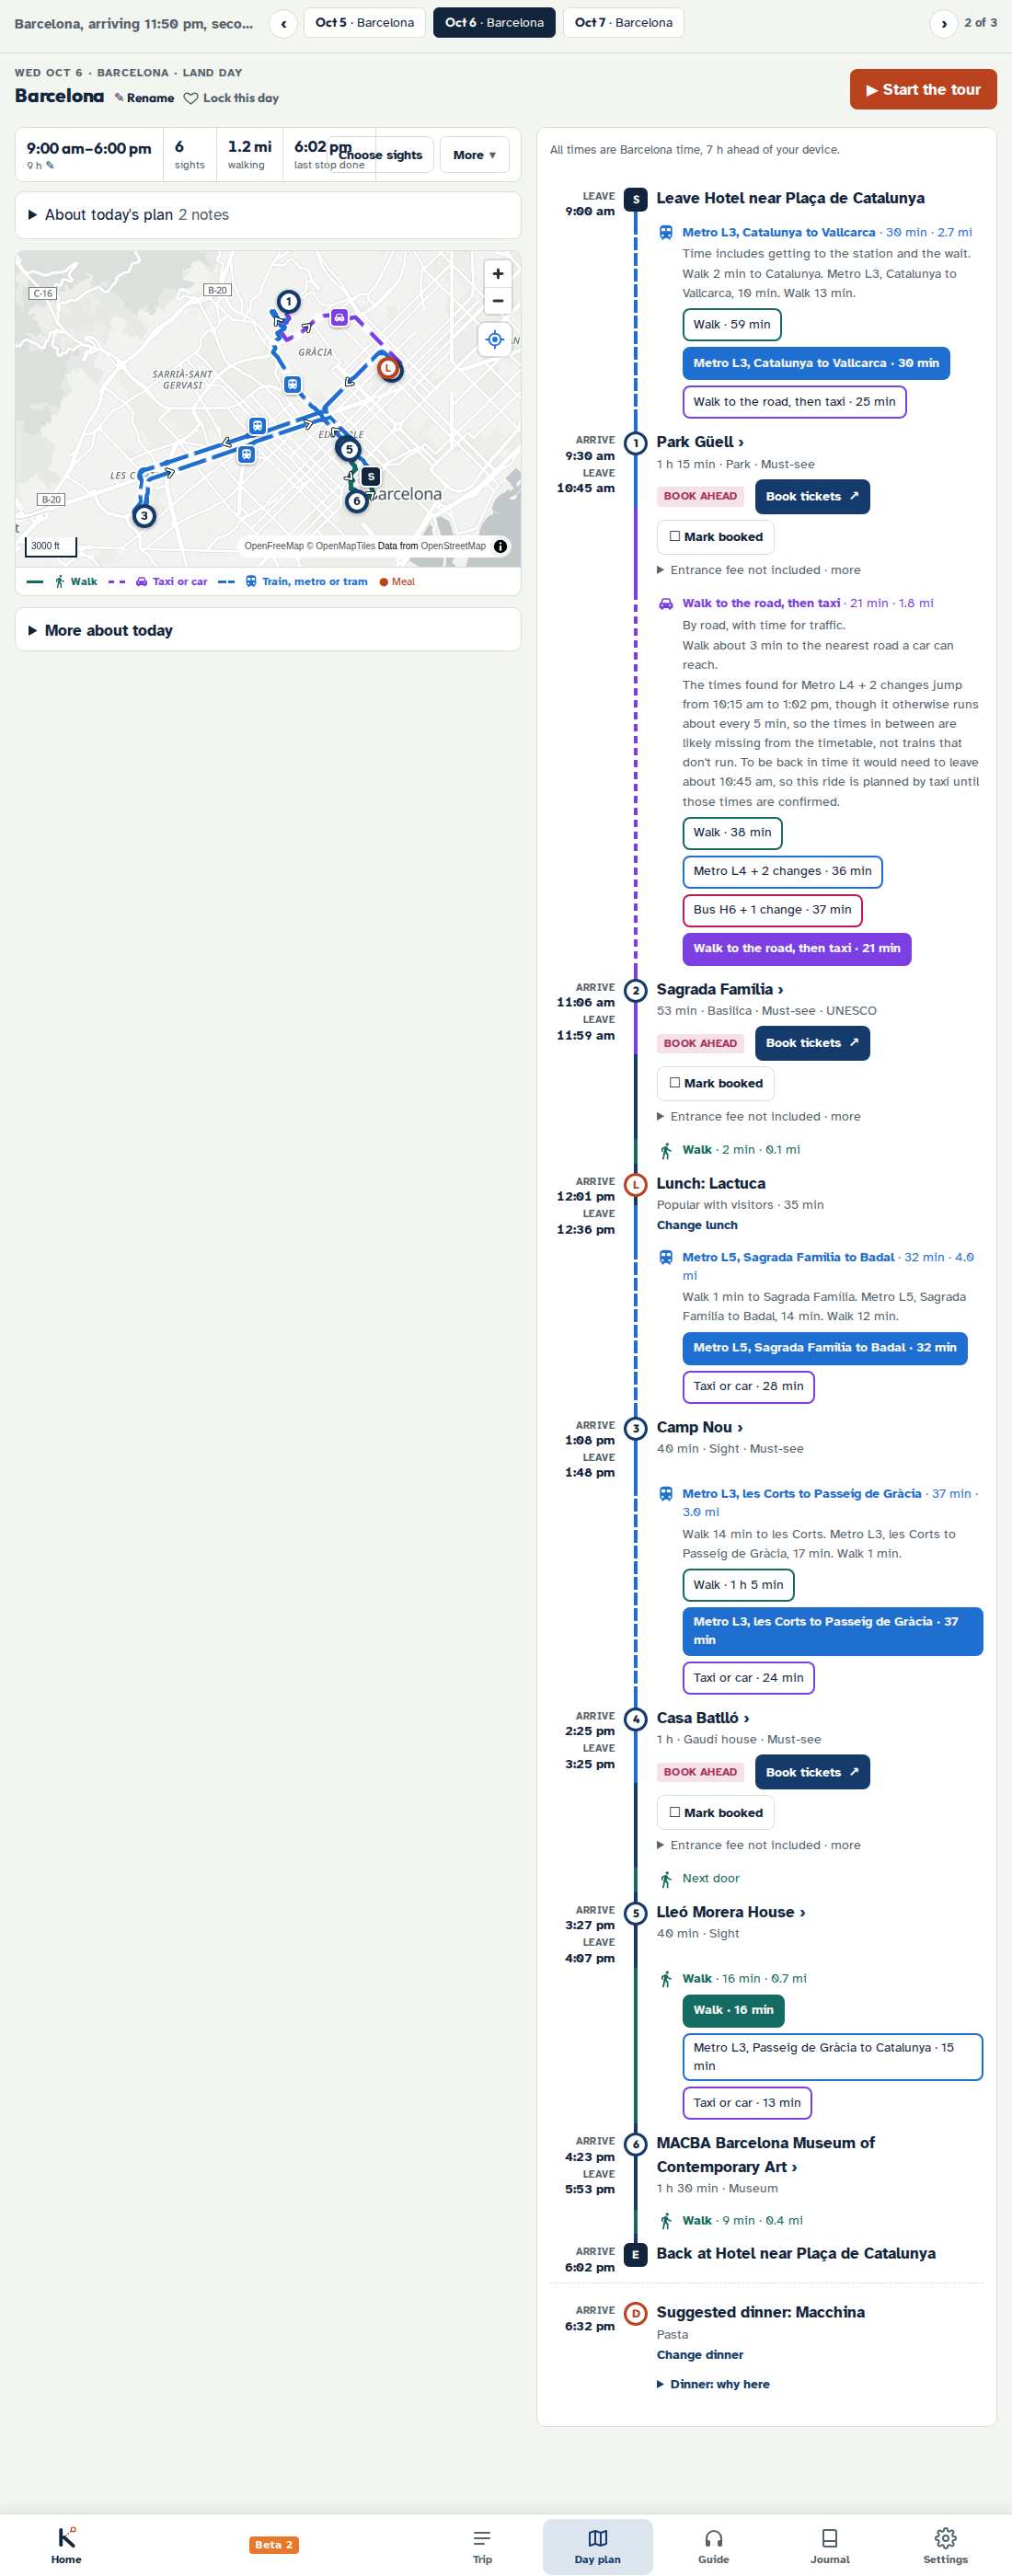 Barcelona, arriving 11:50 pm, seco...
‹
Oct 5 · Barcelona
Oct 6 · Barcelona
Oct 7 · Barcelona
›
2 of 3
WED OCT 6 · BARCELONA · LAND DAY
Barcelona ✎ Rename ♡ Lock this day
▶ Start the tour
9:00 am–6:00 pm
9 h ✎
6
sights
1.2 mi
walking
6:02 pm
last stop done
Choose sights
More ▾
▶ About today's plan 2 notes
C-16
B-20
1
GRÀCIA
SARRIÀ-SANT
GERVASI
L
5
S
LES C
B-20
6
Barcelona
3
t
+
−
3000 ft
OpenFreeMap © OpenMapTiles Data from OpenStreetMap
Walk
Taxi or car
Train, metro or tram
Meal
▶ More about today
All times are Barcelona time, 7 h ahead of your device.
LEAVE
9:00 am
S
Leave Hotel near Plaça de Catalunya
Metro L3, Catalunya to Vallcarca · 30 min · 2.7 mi
Time includes getting to the station and the wait.
Walk 2 min to Catalunya. Metro L3, Catalunya to
Vallcarca, 10 min. Walk 13 min.
Walk · 59 min
Metro L3, Catalunya to Vallcarca · 30 min
Walk to the road, then taxi · 25 min
ARRIVE
9:30 am
LEAVE
10:45 am
1
Park Güell ›
1 h 15 min · Park · Must-see
BOOK AHEAD
Book tickets ↗
☐ Mark booked
▶ Entrance fee not included · more
Walk to the road, then taxi · 21 min · 1.8 mi
By road, with time for traffic.
Walk about 3 min to the nearest road a car can
reach.
The times found for Metro L4 + 2 changes jump
from 10:15 am to 1:02 pm, though it otherwise runs
about every 5 min, so the times in between are
likely missing from the timetable, not trains that
don't run. To be back in time it would need to leave
about 10:45 am, so this ride is planned by taxi until
those times are confirmed.
Walk · 38 min
Metro L4 + 2 changes · 36 min
Bus H6 + 1 change · 37 min
Walk to the road, then taxi · 21 min
ARRIVE
11:06 am
LEAVE
11:59 am
2
Sagrada Família ›
53 min · Basilica · Must-see · UNESCO
BOOK AHEAD
Book tickets ↗
☐ Mark booked
▶ Entrance fee not included · more
Walk · 2 min · 0.1 mi
ARRIVE
12:01 pm
LEAVE
12:36 pm
L
Lunch: Lactuca
Popular with visitors · 35 min
Change lunch
Metro L5, Sagrada Família to Badal · 32 min · 4.0
mi
Walk 1 min to Sagrada Família. Metro L5, Sagrada
Família to Badal, 14 min. Walk 12 min.
Metro L5, Sagrada Família to Badal · 32 min
Taxi or car · 28 min
ARRIVE
1:08 pm
LEAVE
1:48 pm
3
Camp Nou ›
40 min · Sight · Must-see
Metro L3, les Corts to Passeig de Gràcia · 37 min ·
3.0 mi
Walk 14 min to les Corts. Metro L3, les Corts to
Passeig de Gràcia, 17 min. Walk 1 min.
Walk · 1 h 5 min
Metro L3, les Corts to Passeig de Gràcia · 37
min
Taxi or car · 24 min
ARRIVE
2:25 pm
LEAVE
3:25 pm
4
Casa Batlló ›
1 h · Gaudí house · Must-see
BOOK AHEAD
Book tickets ↗
☐ Mark booked
▶ Entrance fee not included · more
Next door
ARRIVE
3:27 pm
LEAVE
4:07 pm
5
Lleó Morera House ›
40 min · Sight
Walk · 16 min · 0.7 mi
Walk · 16 min
Metro L3, Passeig de Gràcia to Catalunya · 15
min
Taxi or car · 13 min
ARRIVE
4:23 pm
LEAVE
5:53 pm
6
MACBA Barcelona Museum of
Contemporary Art ›
1 h 30 min · Museum
Walk · 9 min · 0.4 mi
ARRIVE
6:02 pm
E
Back at Hotel near Plaça de Catalunya
ARRIVE
6:32 pm
D
Suggested dinner: Macchina
Pasta
Change dinner
▶ Dinner: why here
Home
Beta 2
Trip
Day plan
Guide
Journal
Settings